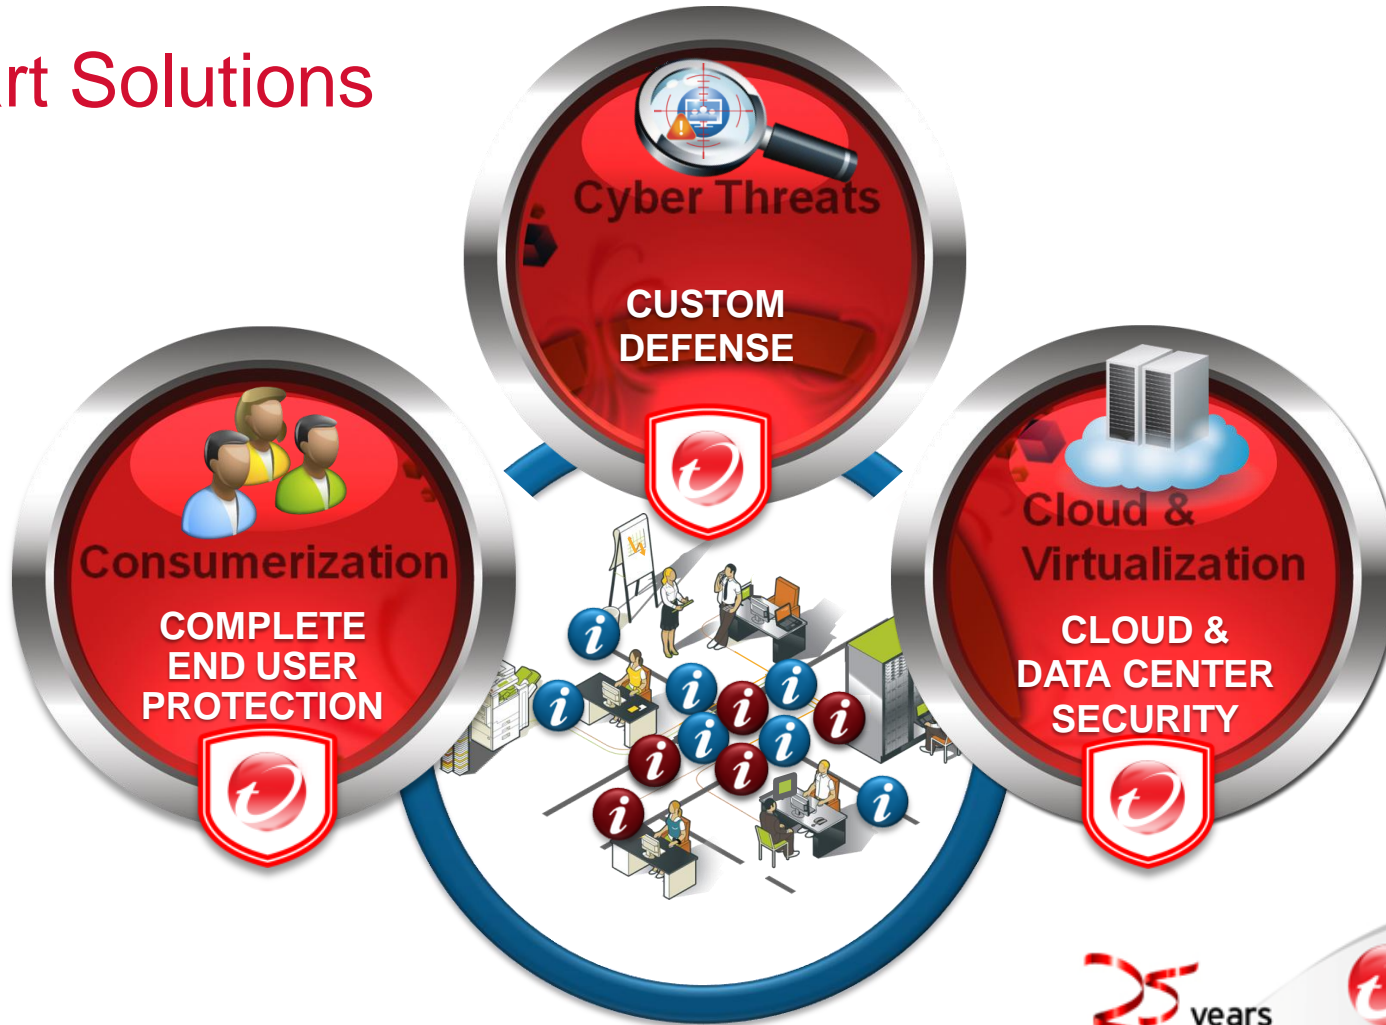 rt Solutions
Cyber Threats
CUSTOM
DEFENSE
Consumerization
COMPLETE
END USER
PROTECTION
Cloud &
Virtualization
CLOUD &
DATA CENTER
SECURITY
i
i
i
i
i
i
i
i
i
i
i
i
25 years